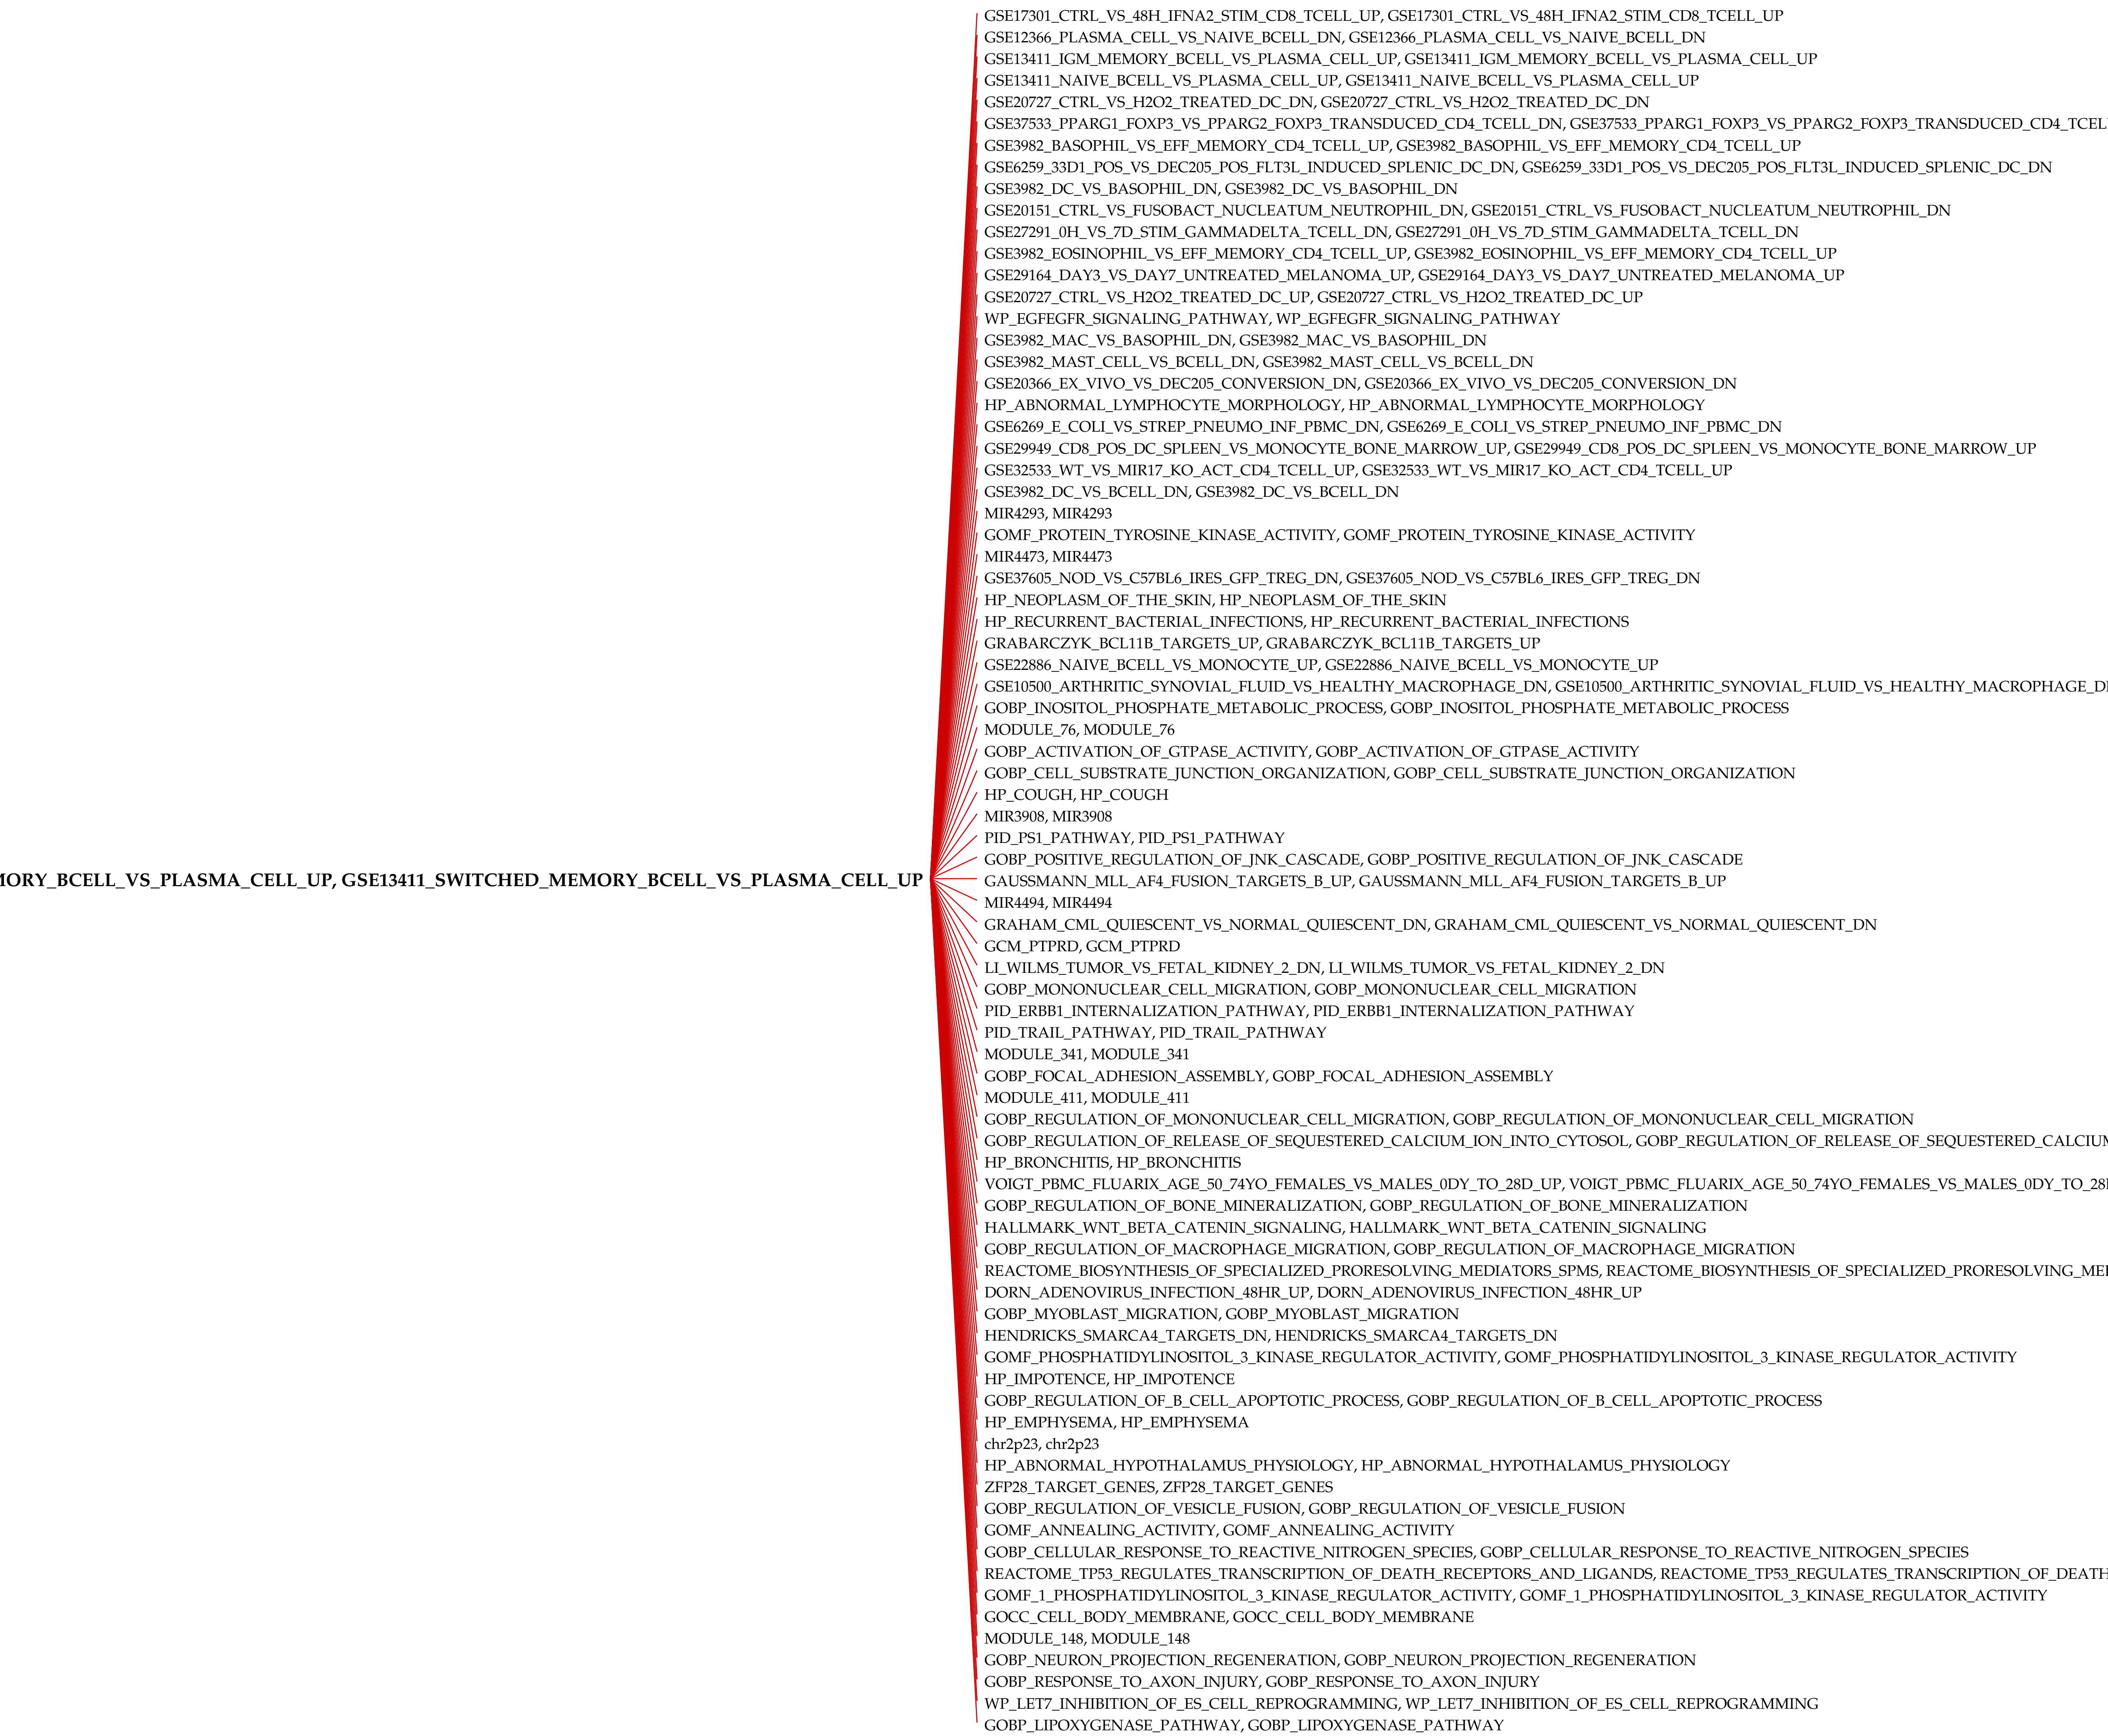 GSE17301_CTRL_VS_48H_IFNA2_STIM_CD8_TCELL_UP, GSE17301_CTRL_VS_48H_IFNA2_STIM_CD8_TCELL_UP
GSE12366_PLASMA_CELL_VS_NAIVE_BCELL_DN, GSE12366_PLASMA_CELL_VS_NAIVE_BCELL_DN
GSE13411_IGM_MEMORY_BCELL_VS_PLASMA_CELL_UP, GSE13411_IGM_MEMORY_BCELL_VS_PLASMA_CELL_UP
GSE13411_NAIVE_BCELL_VS_PLASMA_CELL_UP, GSE13411_NAIVE_BCELL_VS_PLASMA_CELL_UP
GSE20727_CTRL_VS_H2O2_TREATED_DC_DN, GSE20727_CTRL_VS_H2O2_TREATED_DC_DN
GSE37533_PPARG1_FOXP3_VS_PPARG2_FOXP3_TRANSDUCED_CD4_TCELL_DN, GSE37533_PPARG1_FOXP3_VS_PPARG2_FOXP3_TRANSDUCED_CD4_TCEL
GSE3982_BASOPHIL_VS_EFF_MEMORY_CD4_TCELL_UP, GSE3982_BASOPHIL_VS_EFF_MEMORY_CD4_TCELL_UP
GSE6259_33D1_POS_VS_DEC205_POS_FLT3L_INDUCED_SPLENIC_DC_DN, GSE6259_33D1_POS_VS_DEC205_POS_FLT3L_INDUCED_SPLENIC_DC_DN
GSE3982_DC_VS_BASOPHIL_DN, GSE3982_DC_VS_BASOPHIL_DN
GSE20151_CTRL_VS_FUSOBACT_NUCLEATUM_NEUTROPHIL_DN, GSE20151_CTRL_VS_FUSOBACT_NUCLEATUM_NEUTROPHIL_DN
GSE27291_0H_VS_7D_STIM_GAMMADELTA_TCELL_DN, GSE27291_0H_VS_7D_STIM_GAMMADELTA_TCELL_DN
GSE3982_EOSINOPHIL_VS_EFF_MEMORY_CD4_TCELL_UP, GSE3982_EOSINOPHIL_VS_EFF_MEMORY_CD4_TCELL_UP
GSE29164_DAY3_VS_DAY7_UNTREATED_MELANOMA_UP, GSE29164_DAY3_VS_DAY7_UNTREATED_MELANOMA_UP
GSE20727_CTRL_VS_H2O2_TREATED_DC_UP, GSE20727_CTRL_VS_H2O2_TREATED_DC_UP
WP_EGFEGFR_SIGNALING_PATHWAY, WP_EGFEGFR_SIGNALING_PATHWAY
GSE3982_MAC_VS_BASOPHIL_DN, GSE3982_MAC_VS_BASOPHIL_DN
GSE3982_MAST_CELL_VS_BCELL_DN, GSE3982_MAST_CELL_VS_BCELL_DN
GSE20366_EX_VIVO_VS_DEC205_CONVERSION_DN, GSE20366_EX_VIVO_VS_DEC205_CONVERSION_DN
HP_ABNORMAL_LYMPHOCYTE_MORPHOLOGY, HP_ABNORMAL_LYMPHOCYTE_MORPHOLOGY
GSE6269_E_COLI_VS_STREP_PNEUMO_INF_PBMC_DN, GSE6269_E_COLI_VS_STREP_PNEUMO_INF_PBMC_DN
GSE29949_CD8_POS_DC_SPLEEN_VS_MONOCYTE_BONE_MARROW_UP, GSE29949_CD8_POS_DC_SPLEEN_VS_MONOCYTE_BONE_MARROW_UP
GSE32533_WT_VS_MIR17_KO_ACT_CD4_TCELL_UP, GSE32533_WT_VS_MIR17_KO_ACT_CD4_TCELL_UP
GSE3982_DC_VS_BCELL_DN, GSE3982_DC_VS_BCELL_DN
MIR4293, MIR4293
GOMF_PROTEIN_TYROSINE_KINASE_ACTIVITY, GOMF_PROTEIN_TYROSINE_KINASE_ACTIVITY
MIR4473, MIR4473
GSE37605_NOD_VS_C57BL6_IRES_GFP_TREG_DN, GSE37605_NOD_VS_C57BL6_IRES_GFP_TREG_DN
HP_NEOPLASM_OF_THE_SKIN, HP_NEOPLASM_OF_THE_SKIN
HP_RECURRENT_BACTERIAL_INFECTIONS, HP_RECURRENT_BACTERIAL_INFECTIONS
GRABARCZYK_BCL11B_TARGETS_UP, GRABARCZYK_BCL11B_TARGETS_UP
GSE22886_NAIVE_BCELL_VS_MONOCYTE_UP, GSE22886_NAIVE_BCELL_VS_MONOCYTE_UP
GSE10500_ARTHRITIC_SYNOVIAL_FLUID_VS_HEALTHY_MACROPHAGE_DN, GSE10500_ARTHRITIC_SYNOVIAL_FLUID_VS_HEALTHY_MACROPHAGE_D
GOBP_INOSITOL_PHOSPHATE_METABOLIC_PROCESS, GOBP_INOSITOL_PHOSPHATE_METABOLIC_PROCESS
MODULE_76, MODULE_76
GOBP_ACTIVATION_OF_GTPASE_ACTIVITY, GOBP_ACTIVATION_OF_GTPASE_ACTIVITY
GOBP_CELL_SUBSTRATE_JUNCTION_ORGANIZATION, GOBP_CELL_SUBSTRATE_JUNCTION_ORGANIZATION
HP_COUGH, HP_COUGH
MIR3908, MIR3908
PID_PS1_PATHWAY, PID_PS1_PATHWAY
GOBP_POSITIVE_REGULATION_OF_JNK_CASCADE, GOBP_POSITIVE_REGULATION_OF_JNK_CASCADE
MORY_BCELL_VS_PLASMA_CELL_UP, GSE13411_SWITCHED_MEMORY_BCELL_VS_PLASMA_CELL_UP
GAUSSMANN_MLL_AF4_FUSION_TARGETS_B_UP, GAUSSMANN_MLL_AF4_FUSION_TARGETS_B_UP
MIR4494, MIR4494
GRAHAM_CML_QUIESCENT_VS_NORMAL_QUIESCENT_DN, GRAHAM_CML_QUIESCENT_VS_NORMAL_QUIESCENT_DN
GCM_PTPRD, GCM_PTPRD
LI_WILMS_TUMOR_VS_FETAL_KIDNEY_2_DN, LI_WILMS_TUMOR_VS_FETAL_KIDNEY_2_DN
GOBP_MONONUCLEAR_CELL_MIGRATION, GOBP_MONONUCLEAR_CELL_MIGRATION
PID_ERBB1_INTERNALIZATION_PATHWAY, PID_ERBB1_INTERNALIZATION_PATHWAY
PID_TRAIL_PATHWAY, PID_TRAIL_PATHWAY
MODULE_341, MODULE_341
GOBP_FOCAL_ADHESION_ASSEMBLY, GOBP_FOCAL_ADHESION_ASSEMBLY
MODULE_411, MODULE_411
GOBP_REGULATION_OF_MONONUCLEAR_CELL_MIGRATION, GOBP_REGULATION_OF_MONONUCLEAR_CELL_MIGRATION
GOBP_REGULATION_OF_RELEASE_OF_SEQUESTERED_CALCIUM_ION_INTO_CYTOSOL, GOBP_REGULATION_OF_RELEASE_OF_SEQUESTERED_CALCIUM
HP_BRONCHITIS, HP_BRONCHITIS
VOIGT_PBMC_FLUARIX_AGE_50_74YO_FEMALES_VS_MALES_0DY_TO_28D_UP, VOIGT_PBMC_FLUARIX_AGE_50_74YO_FEMALES_VS_MALES_0DY_TO_28
GOBP_REGULATION_OF_BONE_MINERALIZATION, GOBP_REGULATION_OF_BONE_MINERALIZATION
HALLMARK_WNT_BETA_CATENIN_SIGNALING, HALLMARK_WNT_BETA_CATENIN_SIGNALING
GOBP_REGULATION_OF_MACROPHAGE_MIGRATION, GOBP_REGULATION_OF_MACROPHAGE_MIGRATION
REACTOME_BIOSYNTHESIS_OF_SPECIALIZED_PRORESOLVING_MEDIATORS_SPMS, REACTOME_BIOSYNTHESIS_OF_SPECIALIZED_PRORESOLVING_ME
DORN_ADENOVIRUS_INFECTION_48HR_UP, DORN_ADENOVIRUS_INFECTION_48HR_UP
GOBP_MYOBLAST_MIGRATION, GOBP_MYOBLAST_MIGRATION
HENDRICKS_SMARCA4_TARGETS_DN, HENDRICKS_SMARCA4_TARGETS_DN
GOMF_PHOSPHATIDYLINOSITOL_3_KINASE_REGULATOR_ACTIVITY, GOMF_PHOSPHATIDYLINOSITOL_3_KINASE_REGULATOR_ACTIVITY
HP_IMPOTENCE, HP_IMPOTENCE
GOBP_REGULATION_OF_B_CELL_APOPTOTIC_PROCESS, GOBP_REGULATION_OF_B_CELL_APOPTOTIC_PROCESS
HP_EMPHYSEMA, HP_EMPHYSEMA
chr2p23, chr2p23
HP_ABNORMAL_HYPOTHALAMUS_PHYSIOLOGY, HP_ABNORMAL_HYPOTHALAMUS_PHYSIOLOGY
ZFP28_TARGET_GENES, ZFP28_TARGET_GENES
GOBP_REGULATION_OF_VESICLE_FUSION, GOBP_REGULATION_OF_VESICLE_FUSION
GOMF_ANNEALING_ACTIVITY, GOMF_ANNEALING_ACTIVITY
GOBP_CELLULAR_RESPONSE_TO_REACTIVE_NITROGEN_SPECIES, GOBP_CELLULAR_RESPONSE_TO_REACTIVE_NITROGEN_SPECIES
REACTOME_TP53_REGULATES_TRANSCRIPTION_OF_DEATH_RECEPTORS_AND_LIGANDS, REACTOME_TP53_REGULATES_TRANSCRIPTION_OF_DEATH
GOMF_1_PHOSPHATIDYLINOSITOL_3_KINASE_REGULATOR_ACTIVITY, GOMF_1_PHOSPHATIDYLINOSITOL_3_KINASE_REGULATOR_ACTIVITY
GOCC_CELL_BODY_MEMBRANE, GOCC_CELL_BODY_MEMBRANE
MODULE_148, MODULE_148
GOBP_NEURON_PROJECTION_REGENERATION, GOBP_NEURON_PROJECTION_REGENERATION
GOBP_RESPONSE_TO_AXON_INJURY, GOBP_RESPONSE_TO_AXON_INJURY
WP_LET7_INHIBITION_OF_ES_CELL_REPROGRAMMING, WP_LET7_INHIBITION_OF_ES_CELL_REPROGRAMMING
GOBP_LIPOXYGENASE_PATHWAY, GOBP_LIPOXYGENASE_PATHWAY